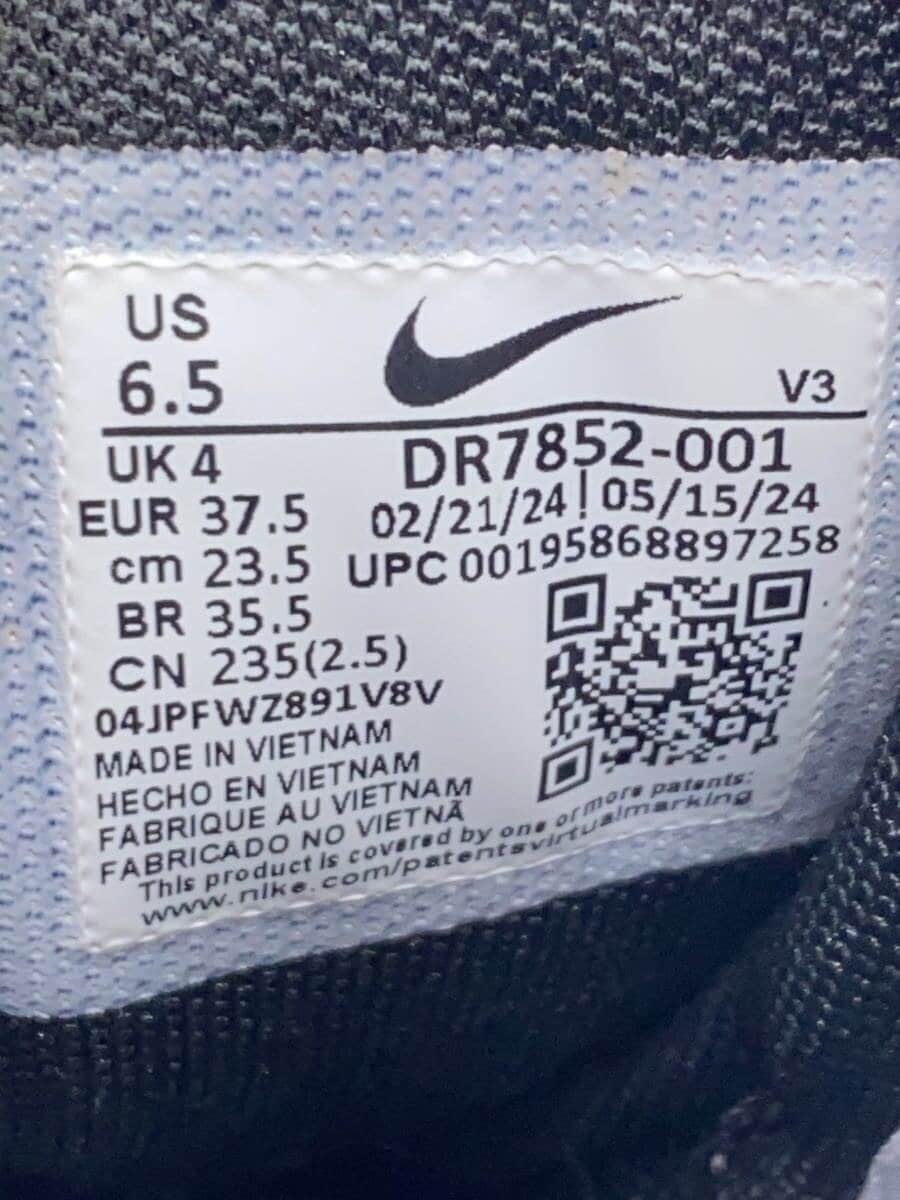 US
6.5
V3
UK 4
DR7852-001
EUR 37.5
02/21/24 | 05/15/24
cm 23.5
UPC 001958688972​58
BR 35.5
CN 235(2.5)
04JPFWZ891V8V
MADE IN VIETNAM
HECHO EN VIETNAM
FABRIQUE AU VIETNAM
FABRICADO NO VIETNÃ
This product is covered by one or more patents:
www.nike.com/patentsvirtualmarking